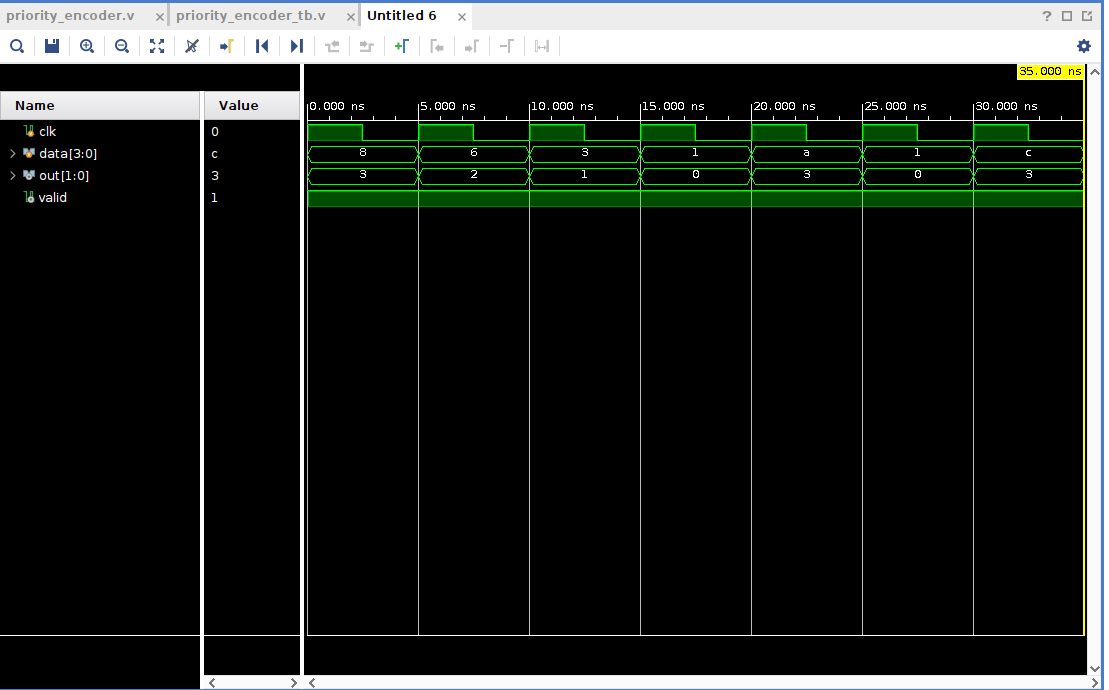 priority_encoder.v × priority_encoder_tb.v × Untitled 6 × ?
35.000 ns
Name Value 0.000 ns 5.000 ns 10.000 ns 15.000 ns 20.000 ns 25.000 ns 30.000 ns
clk 0
data[3:0] c 8 6 3 1 a 1 c
out[1:0] 3 3 2 1 0 3 0 3
valid 1